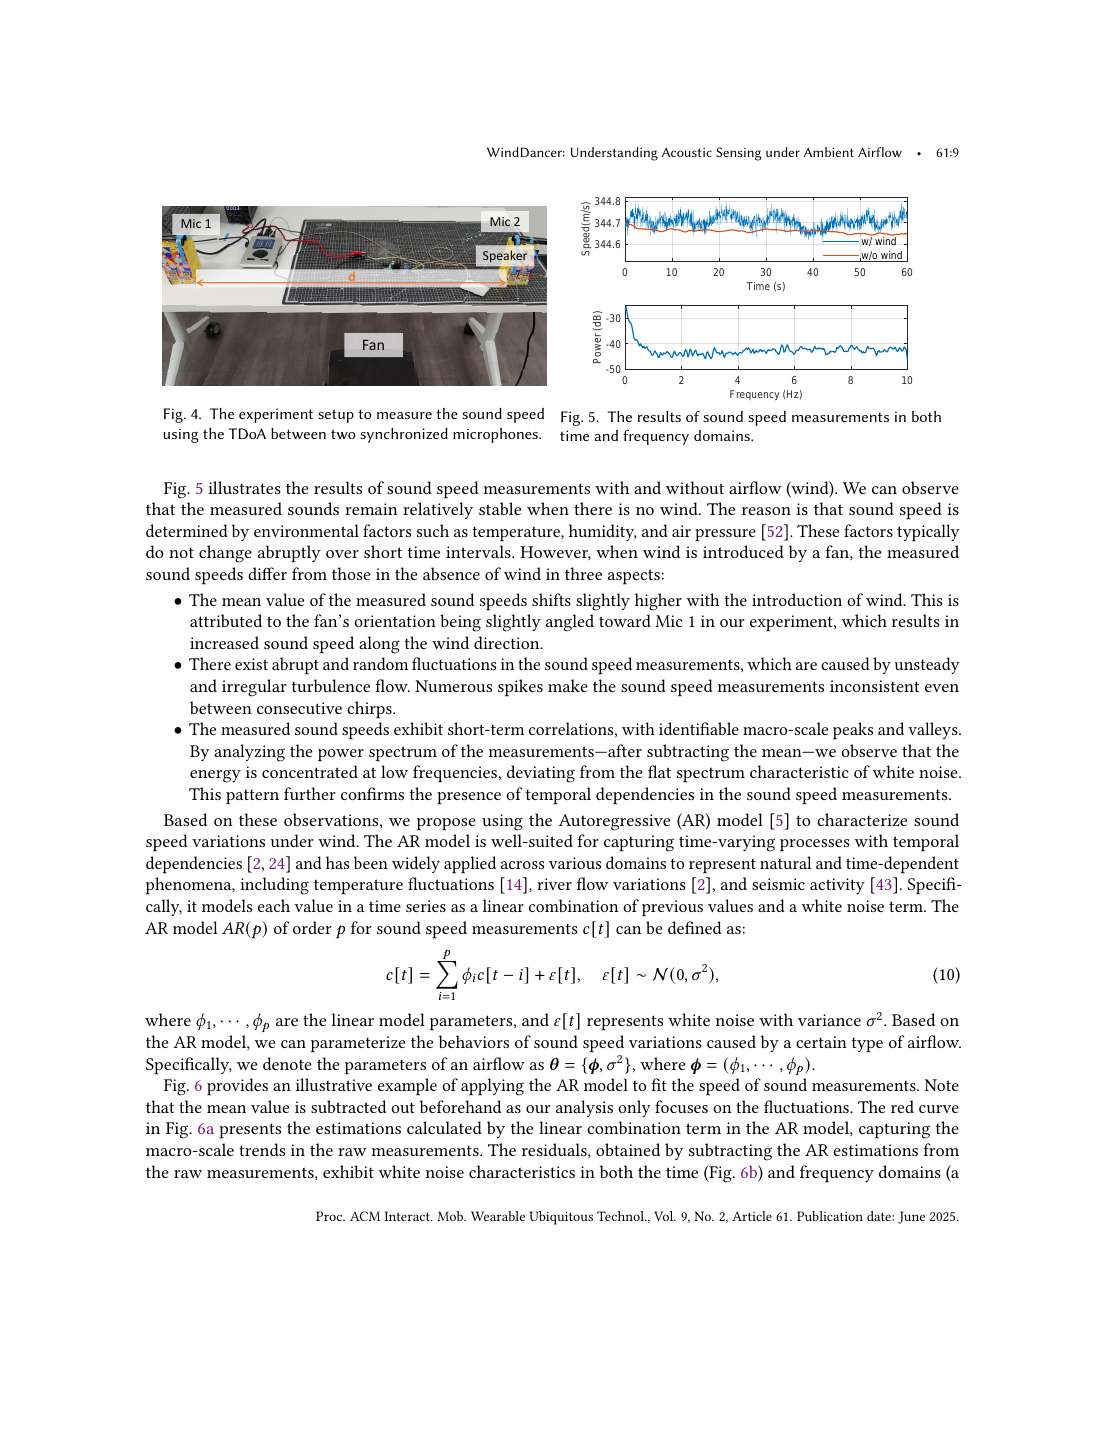 WindDancer: Understanding Acoustic Sensing under Ambient Airflow • 61:9
Mic 1
Mic 2
Speaker
d
Fan
Fig. 4. The experiment setup to measure the sound speed
using the TDoA between two synchronized microphones.
344.8
344.7
344.6
Speed(m/s)
w/ wind
w/o wind
0 10 20 30 40 50 60
Time (s)
-30
-40
-50
Power (dB)
0 2 4 6 8 10
Frequency (Hz)
Fig. 5. The results of sound speed measurements in both
time and frequency domains.
Fig. 5 illustrates the results of sound speed measurements with and without airflow (wind). We can observe
that the measured sounds remain relatively stable when there is no wind. The reason is that sound speed is
determined by environmental factors such as temperature, humidity, and air pressure [52]. These factors typically
do not change abruptly over short time intervals. However, when wind is introduced by a fan, the measured
sound speeds differ from those in the absence of wind in three aspects:
• The mean value of the measured sound speeds shifts slightly higher with the introduction of wind. This is
attributed to the fan's orientation being slightly angled toward Mic 1 in our experiment, which results in
increased sound speed along the wind direction.
• There exist abrupt and random fluctuations in the sound speed measurements, which are caused by unsteady
and irregular turbulence flow. Numerous spikes make the sound speed measurements inconsistent even
between consecutive chirps.
• The measured sound speeds exhibit short-term correlations, with identifiable macro-scale peaks and valleys.
By analyzing the power spectrum of the measurements—after subtracting the mean—we observe that the
energy is concentrated at low frequencies, deviating from the flat spectrum characteristic of white noise.
This pattern further confirms the presence of temporal dependencies in the sound speed measurements.
Based on these observations, we propose using the Autoregressive (AR) model [5] to characterize sound
speed variations under wind. The AR model is well-suited for capturing time-varying processes with temporal
dependencies [2, 24] and has been widely applied across various domains to represent natural and time-dependent
phenomena, including temperature fluctuations [14], river flow variations [2], and seismic activity [43]. Specifi-
cally, it models each value in a time series as a linear combination of previous values and a white noise term. The
AR model AR(p) of order p for sound speed measurements c[t] can be defined as:
c[t] = ∑_{i=1}^{p} ϕ_i c[t − i] + ε[t], ε[t] ∼ N(0, σ²), (10)
where ϕ₁, · · · , ϕₚ are the linear model parameters, and ε[t] represents white noise with variance σ². Based on
the AR model, we can parameterize the behaviors of sound speed variations caused by a certain type of airflow.
Specifically, we denote the parameters of an airflow as θ = {ϕ, σ²}, where ϕ = (ϕ₁, · · · , ϕₚ).
Fig. 6 provides an illustrative example of applying the AR model to fit the speed of sound measurements. Note
that the mean value is subtracted out beforehand as our analysis only focuses on the fluctuations. The red curve
in Fig. 6a presents the estimations calculated by the linear combination term in the AR model, capturing the
macro-scale trends in the raw measurements. The residuals, obtained by subtracting the AR estimations from
the raw measurements, exhibit white noise characteristics in both the time (Fig. 6b) and frequency domains (a
Proc. ACM Interact. Mob. Wearable Ubiquitous Technol., Vol. 9, No. 2, Article 61. Publication date: June 2025.